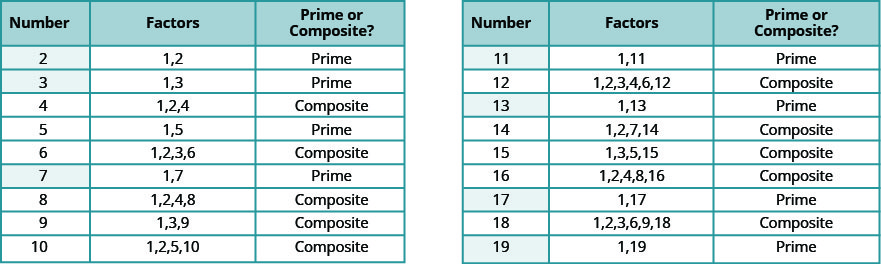 Number Factors Prime or Composite?
2 1,2 Prime
3 1,3 Prime
4 1,2,4 Composite
5 1,5 Prime
6 1,2,3,6 Composite
7 1,7 Prime
8 1,2,4,8 Composite
9 1,3,9 Composite
10 1,2,5,10 Composite
Number Factors Prime or Composite?
11 1,11 Prime
12 1,2,3,4,6,12 Composite
13 1,13 Prime
14 1,2,7,14 Composite
15 1,3,5,15 Composite
16 1,2,4,8,16 Composite
17 1,17 Prime
18 1,2,3,6,9,18 Composite
19 1,19 Prime